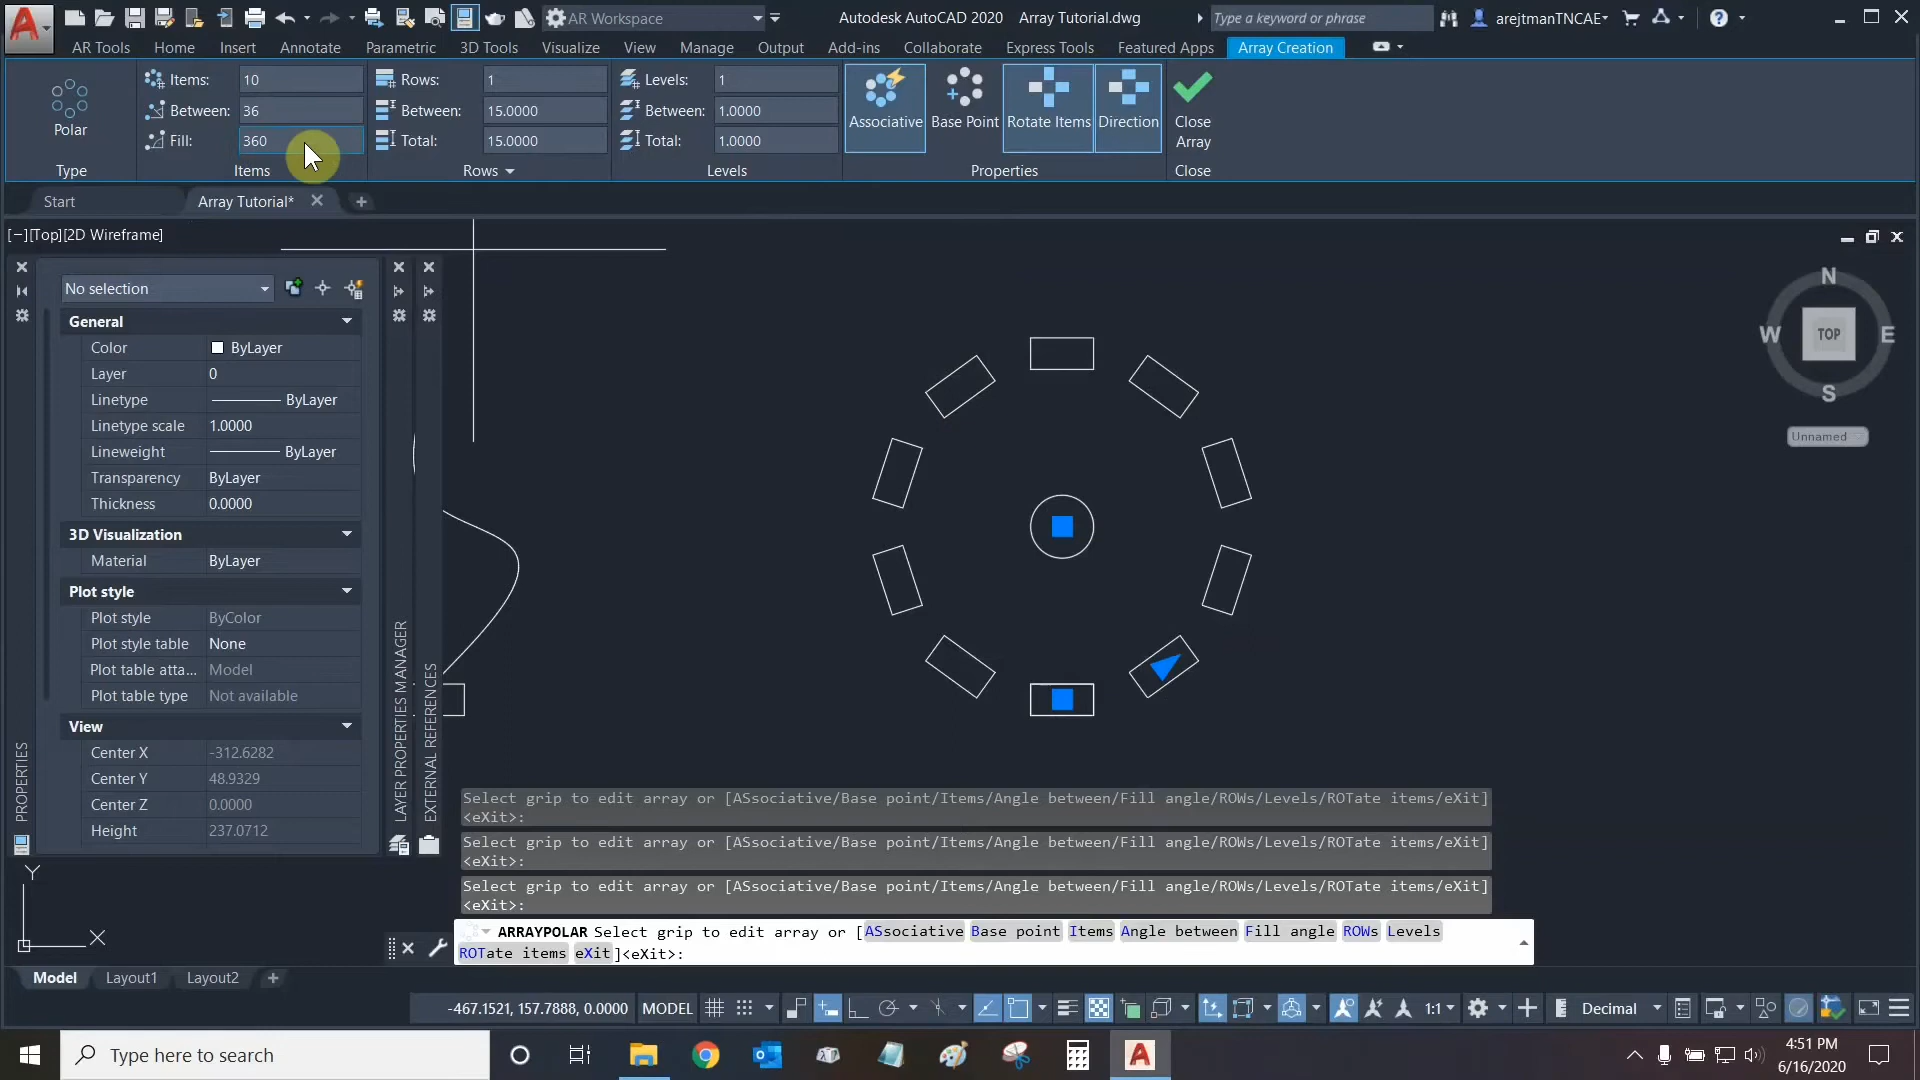 AR Workspace
Autodesk AutoCAD 2020 Array Tutorial.dwg
Type a keyword or phrase
arejtmanTNCAE
AR Tools Home Insert Annotate Parametric 3D Tools Visualize View Manage Output Add-ins Collaborate Express Tools Featured Apps Array Creation
Items: 10 Rows: 1 Levels: 1
Between: 36 Between: 15.0000 Between: 1.0000
Fill: 360 Total: 15.0000 Total: 1.0000
Polar
Associative Base Point Rotate Items Direction Close Array
Type Items Rows Levels Properties Close
Start Array Tutorial*
[−][Top][2D Wireframe]
No selection
General
Color ByLayer
Layer 0
Linetype ByLayer
Linetype scale 1.0000
Lineweight ByLayer
Transparency ByLayer
Thickness 0.0000
3D Visualization
Material ByLayer
Plot style
Plot style ByColor
Plot style table None
Plot table atta... Model
Plot table type Not available
View
Center X -312.6282
Center Y 48.9329
Center Z 0.0000
Height 237.0712
PROPERTIES
LAYER PROPERTIES MANAGER
EXTERNAL REFERENCES
N
W TOP E
S
Unnamed
Y
X
Select grip to edit array or [ASsociative/Base point/Items/Angle between/Fill angle/ROWs/Levels/ROTate items/eXit]
<eXit>:
Select grip to edit array or [ASsociative/Base point/Items/Angle between/Fill angle/ROWs/Levels/ROTate items/eXit]
<eXit>:
Select grip to edit array or [ASsociative/Base point/Items/Angle between/Fill angle/ROWs/Levels/ROTate items/eXit]
<eXit>:
ARRAYPOLAR Select grip to edit array or [ASsociative Base point Items Angle between Fill angle ROWs Levels
ROTate items eXit]<eXit>:
Model Layout1 Layout2
-467.1521, 157.7888, 0.0000 MODEL 1:1 Decimal
Type here to search
4:51 PM
6/16/2020